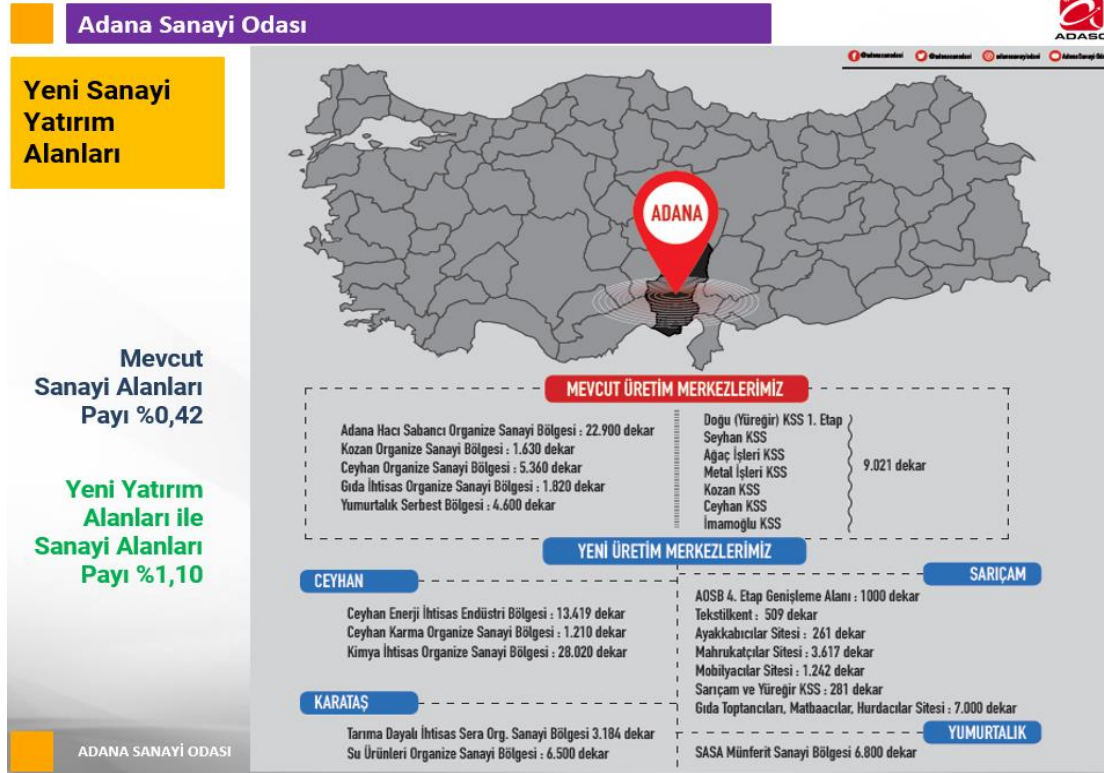 Adana Sanayi Odası
ADASO
Yeni Sanayi
Yatırım
Alanları
ADANA
Mevcut
Sanayi Alanları
Payı %0,42
Yeni Yatırım
Alanları ile
Sanayi Alanları
Payı %1,10
MEVCUT ÜRETİM MERKEZLERİMİZ
Adana Hacı Sabancı Organize Sanayi Bölgesi : 22.900 dekar
Kozan Organize Sanayi Bölgesi : 1.630 dekar
Ceyhan Organize Sanayi Bölgesi : 5.360 dekar
Gıda İhtisas Organize Sanayi Bölgesi : 1.820 dekar
Yumurtalık Serbest Bölgesi : 4.600 dekar
Doğu (Yüreğir) KSS 1. Etap
Seyhan KSS
Ağaç İşleri KSS
Metal İşleri KSS
Kozan KSS
Ceyhan KSS
İmamoğlu KSS
9.021 dekar
YENİ ÜRETİM MERKEZLERİMİZ
CEYHAN
Ceyhan Enerji İhtisas Endüstri Bölgesi : 13.419 dekar
Ceyhan Karma Organize Sanayi Bölgesi : 1.210 dekar
Kimya İhtisas Organize Sanayi Bölgesi : 28.020 dekar
KARATAŞ
Tarıma Dayalı İhtisas Sera Org. Sanayi Bölgesi 3.184 dekar
Su Ürünleri Organize Sanayi Bölgesi : 6.500 dekar
SARIÇAM
AOSB 4. Etap Genişleme Alanı : 1000 dekar
Tekstilkent : 509 dekar
Ayakkabıcılar Sitesi : 261 dekar
Mahrukatçılar Sitesi : 3.617 dekar
Mobilyacılar Sitesi : 1.242 dekar
Sarıçam ve Yüreğir KSS : 281 dekar
Gıda Toptancıları, Matbaacılar, Hurdacılar Sitesi : 7.000 dekar
YUMURTALIK
SASA Münferit Sanayi Bölgesi 6.800 dekar
ADANA SANAYİ ODASI